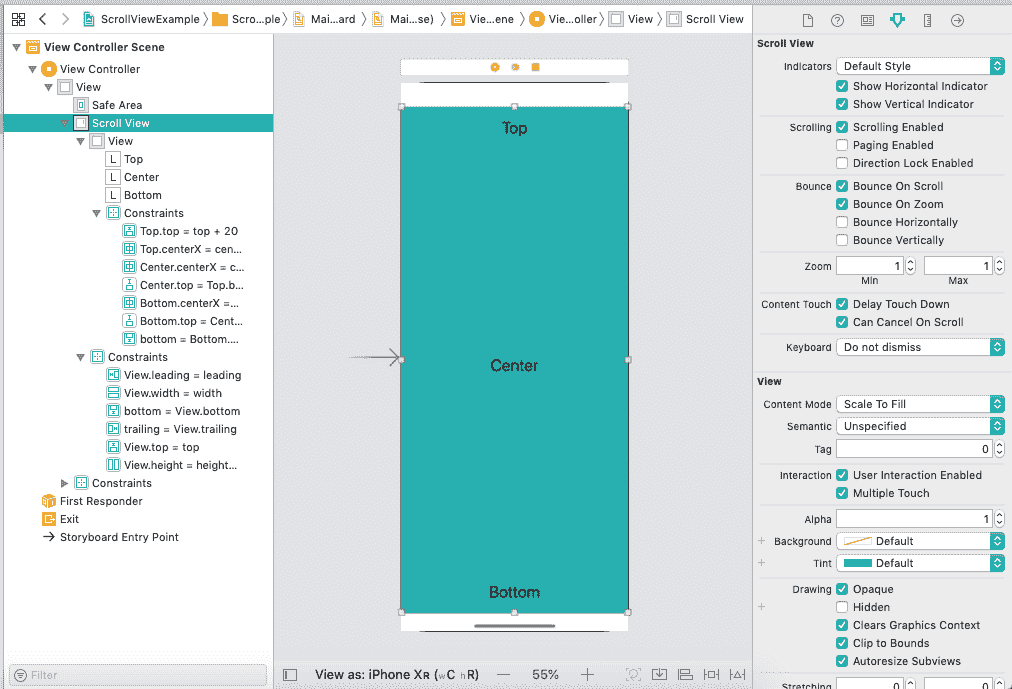 ScrollViewExample
Scro...ple
Mai...ard
Mai...se)
Vie...ene
Vie...oller
View
Scroll View
View Controller Scene
View Controller
View
Safe Area
Scroll View
View
L Top
L Center
L Bottom
Constraints
Top.top = top + 20
Top.centerX = cen...
Center.centerX = c...
Center.top = Top.b...
Bottom.centerX =...
Bottom.top = Cent...
bottom = Bottom....
Constraints
View.leading = leading
View.width = width
bottom = View.bottom
trailing = View.trailing
View.top = top
View.height = height...
Constraints
First Responder
Exit
Storyboard Entry Point
Filter
Top
Center
Bottom
View as: iPhone XR (wC hR)
55%
Scroll View
Indicators Default Style
Show Horizontal Indicator
Show Vertical Indicator
Scrolling Scrolling Enabled
Paging Enabled
Direction Lock Enabled
Bounce Bounce On Scroll
Bounce On Zoom
Bounce Horizontally
Bounce Vertically
Zoom 1 1
Min Max
Content Touch Delay Touch Down
Can Cancel On Scroll
Keyboard Do not dismiss
View
Content Mode Scale To Fill
Semantic Unspecified
Tag 0
Interaction User Interaction Enabled
Multiple Touch
Alpha 1
+ Background Default
+ Tint Default
Drawing Opaque
+ Hidden
Clears Graphics Context
Clip to Bounds
Autoresize Subviews
Stretching 0 0